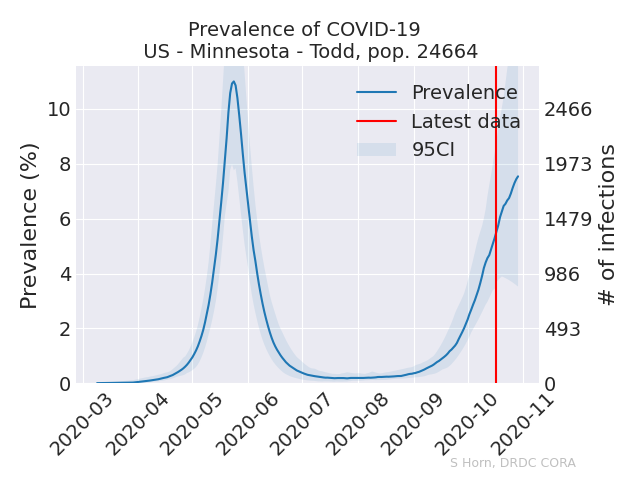 Prevalence of COVID-19
US - Minnesota - Todd, pop. 24664
Prevalence
Latest data
95CI
Prevalence (%)
10
8
6
4
2
0
2466
1973
1479
986
493
0
# of infections
2020-03
2020-04
2020-05
2020-06
2020-07
2020-08
2020-09
2020-10
2020-11
S Horn, DRDC CORA